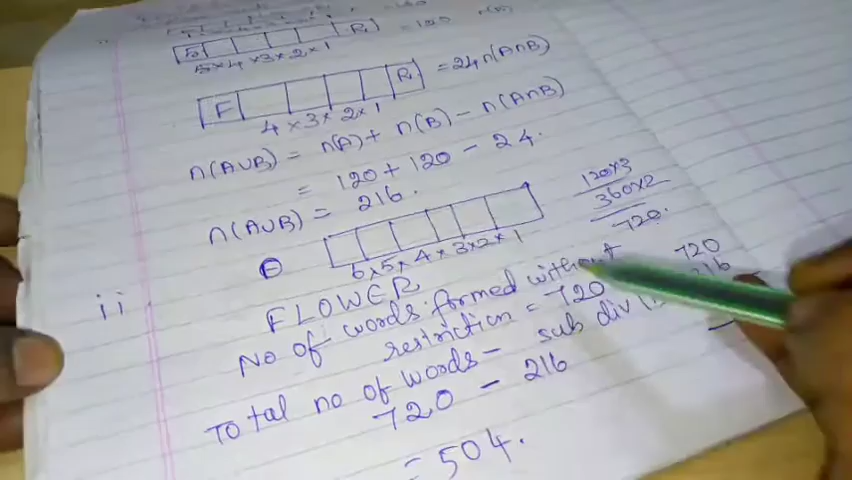 = 120
5 R
5×4×3×2×1
F R = 24 n(A∩B)
4×3×2×1
n(A∪B) = n(A) + n(B) - n(A∩B)
= 120 + 120 - 24.
n(A∪B) = 216.
120×3
360×2
720.
6×5×4×3×2×1
ii FLOWER
No of words formed without
restriction = 720
720
216
Total no of words - sub div
720 - 216
= 504.